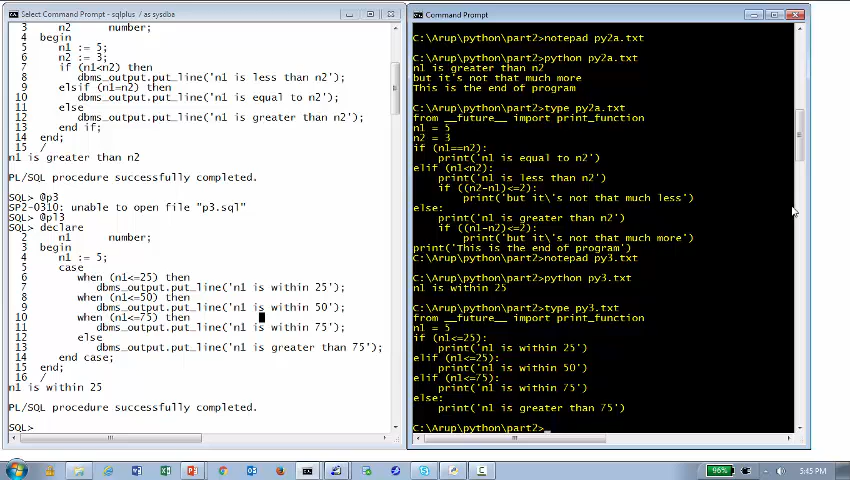 Select Command Prompt - sqlplus / as sysdba
3 n2 number;
4 begin
5 n1 := 5;
6 n2 := 3;
7 if (n1<n2) then
8 dbms_output.put_line('n1 is less than n2');
9 elsif (n1=n2) then
10 dbms_output.put_line('n1 is equal to n2');
11 else
12 dbms_output.put_line('n1 is greater than n2');
13 end if;
14 end;
15 /
n1 is greater than n2
PL/SQL procedure successfully completed.
SQL> @p3
SP2-0310: unable to open file "p3.sql"
SQL> @pl3
SQL> declare
2 n1 number;
3 begin
4 n1 := 5;
5 case
6 when (n1<=25) then
7 dbms_output.put_line('n1 is within 25');
8 when (n1<=50) then
9 dbms_output.put_line('n1 is within 50');
10 when (n1<=75) then
11 dbms_output.put_line('n1 is within 75');
12 else
13 dbms_output.put_line('n1 is greater than 75');
14 end case;
15 end;
16 /
n1 is within 25
PL/SQL procedure successfully completed.
SQL>
Command Prompt
C:\Arup\python\part2>notepad py2a.txt
C:\Arup\python\part2>python py2a.txt
n1 is greater than n2
but it's not that much more
This is the end of program
C:\Arup\python\part2>type py2a.txt
from __future__ import print_function
n1 = 5
n2 = 3
if (n1==n2):
print('n1 is equal to n2')
elif (n1<n2):
print('n1 is less than n2')
if ((n2-n1)<=2):
print('but it\'s not that much less')
else:
print('n1 is greater than n2')
if ((n1-n2)<=2):
print('but it\'s not that much more')
print('This is the end of program')
C:\Arup\python\part2>notepad py3.txt
C:\Arup\python\part2>python py3.txt
n1 is within 25
C:\Arup\python\part2>type py3.txt
from __future__ import print_function
n1 = 5
if (n1<=25):
print('n1 is within 25')
elif (n1<=25):
print('n1 is within 50')
elif (n1<=75):
print('n1 is within 75')
else:
print('n1 is greater than 75')
C:\Arup\python\part2>_
96%
5:45 PM